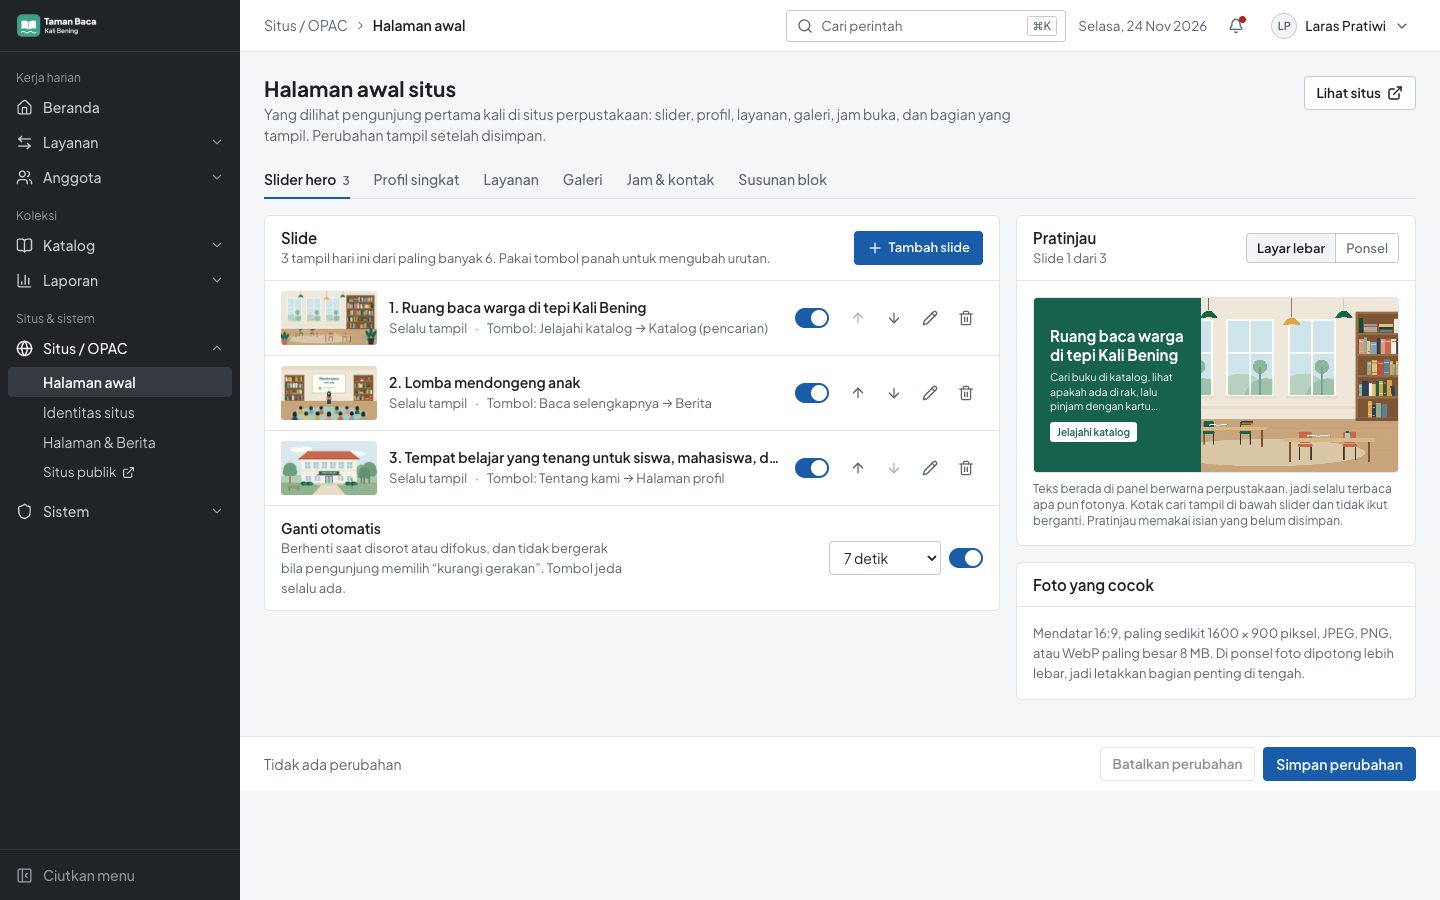 Taman Baca
Kali Bening
Kerja harian
Beranda
Layanan
Anggota
Koleksi
Katalog
Laporan
Situs & sistem
Situs / OPAC
Halaman awal
Identitas situs
Halaman & Berita
Situs publik
Sistem
Ciutkan menu
Situs / OPAC > Halaman awal
Cari perintah ⌘K
Selasa, 24 Nov 2026
LP Laras Pratiwi
Halaman awal situs
Yang dilihat pengunjung pertama kali di situs perpustakaan: slider, profil, layanan, galeri, jam buka, dan bagian yang
tampil. Perubahan tampil setelah disimpan.
Lihat situs
Slider hero 3 Profil singkat Layanan Galeri Jam & kontak Susunan blok
Slide
3 tampil hari ini dari paling banyak 6. Pakai tombol panah untuk mengubah urutan.
+ Tambah slide
1. Ruang baca warga di tepi Kali Bening
Selalu tampil · Tombol: Jelajahi katalog → Katalog (pencarian)
2. Lomba mendongeng anak
Selalu tampil · Tombol: Baca selengkapnya → Berita
3. Tempat belajar yang tenang untuk siswa, mahasiswa, d...
Selalu tampil · Tombol: Tentang kami → Halaman profil
Ganti otomatis
Berhenti saat disorot atau difokus, dan tidak bergerak
bila pengunjung memilih “kurangi gerakan”. Tombol jeda
selalu ada.
7 detik
Pratinjau
Slide 1 dari 3
Layar lebar Ponsel
Ruang baca warga
di tepi Kali Bening
Cari buku di katalog, lihat
apakah ada di rak, lalu
pinjam dengan kartu...
Jelajahi katalog
Teks berada di panel berwarna perpustakaan, jadi selalu terbaca
apa pun fotonya. Kotak cari tampil di bawah slider dan tidak ikut
berganti. Pratinjau memakai isian yang belum disimpan.
Foto yang cocok
Mendatar 16:9, paling sedikit 1600 × 900 piksel, JPEG, PNG,
atau WebP paling besar 8 MB. Di ponsel foto dipotong lebih
lebar, jadi letakkan bagian penting di tengah.
Tidak ada perubahan
Batalkan perubahan
Simpan perubahan